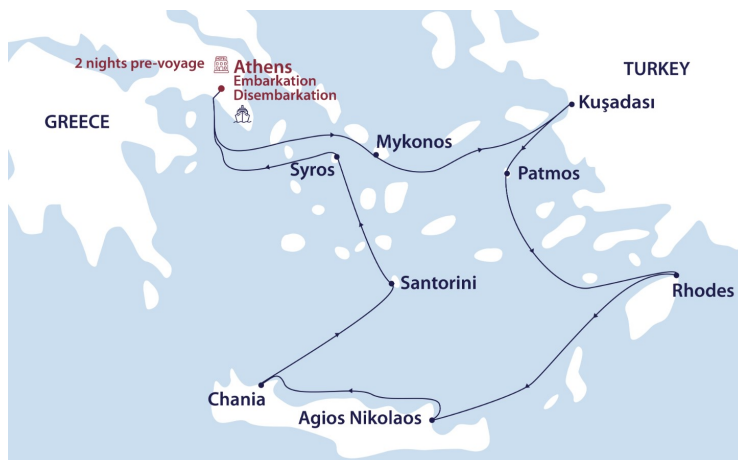 2 nights pre-voyage
Athens
Embarkation
Disembarkation
TURKEY
Kuşadası
GREECE
Mykonos
Syros
Patmos
Santorini
Rhodes
Chania
Agios Nikolaos